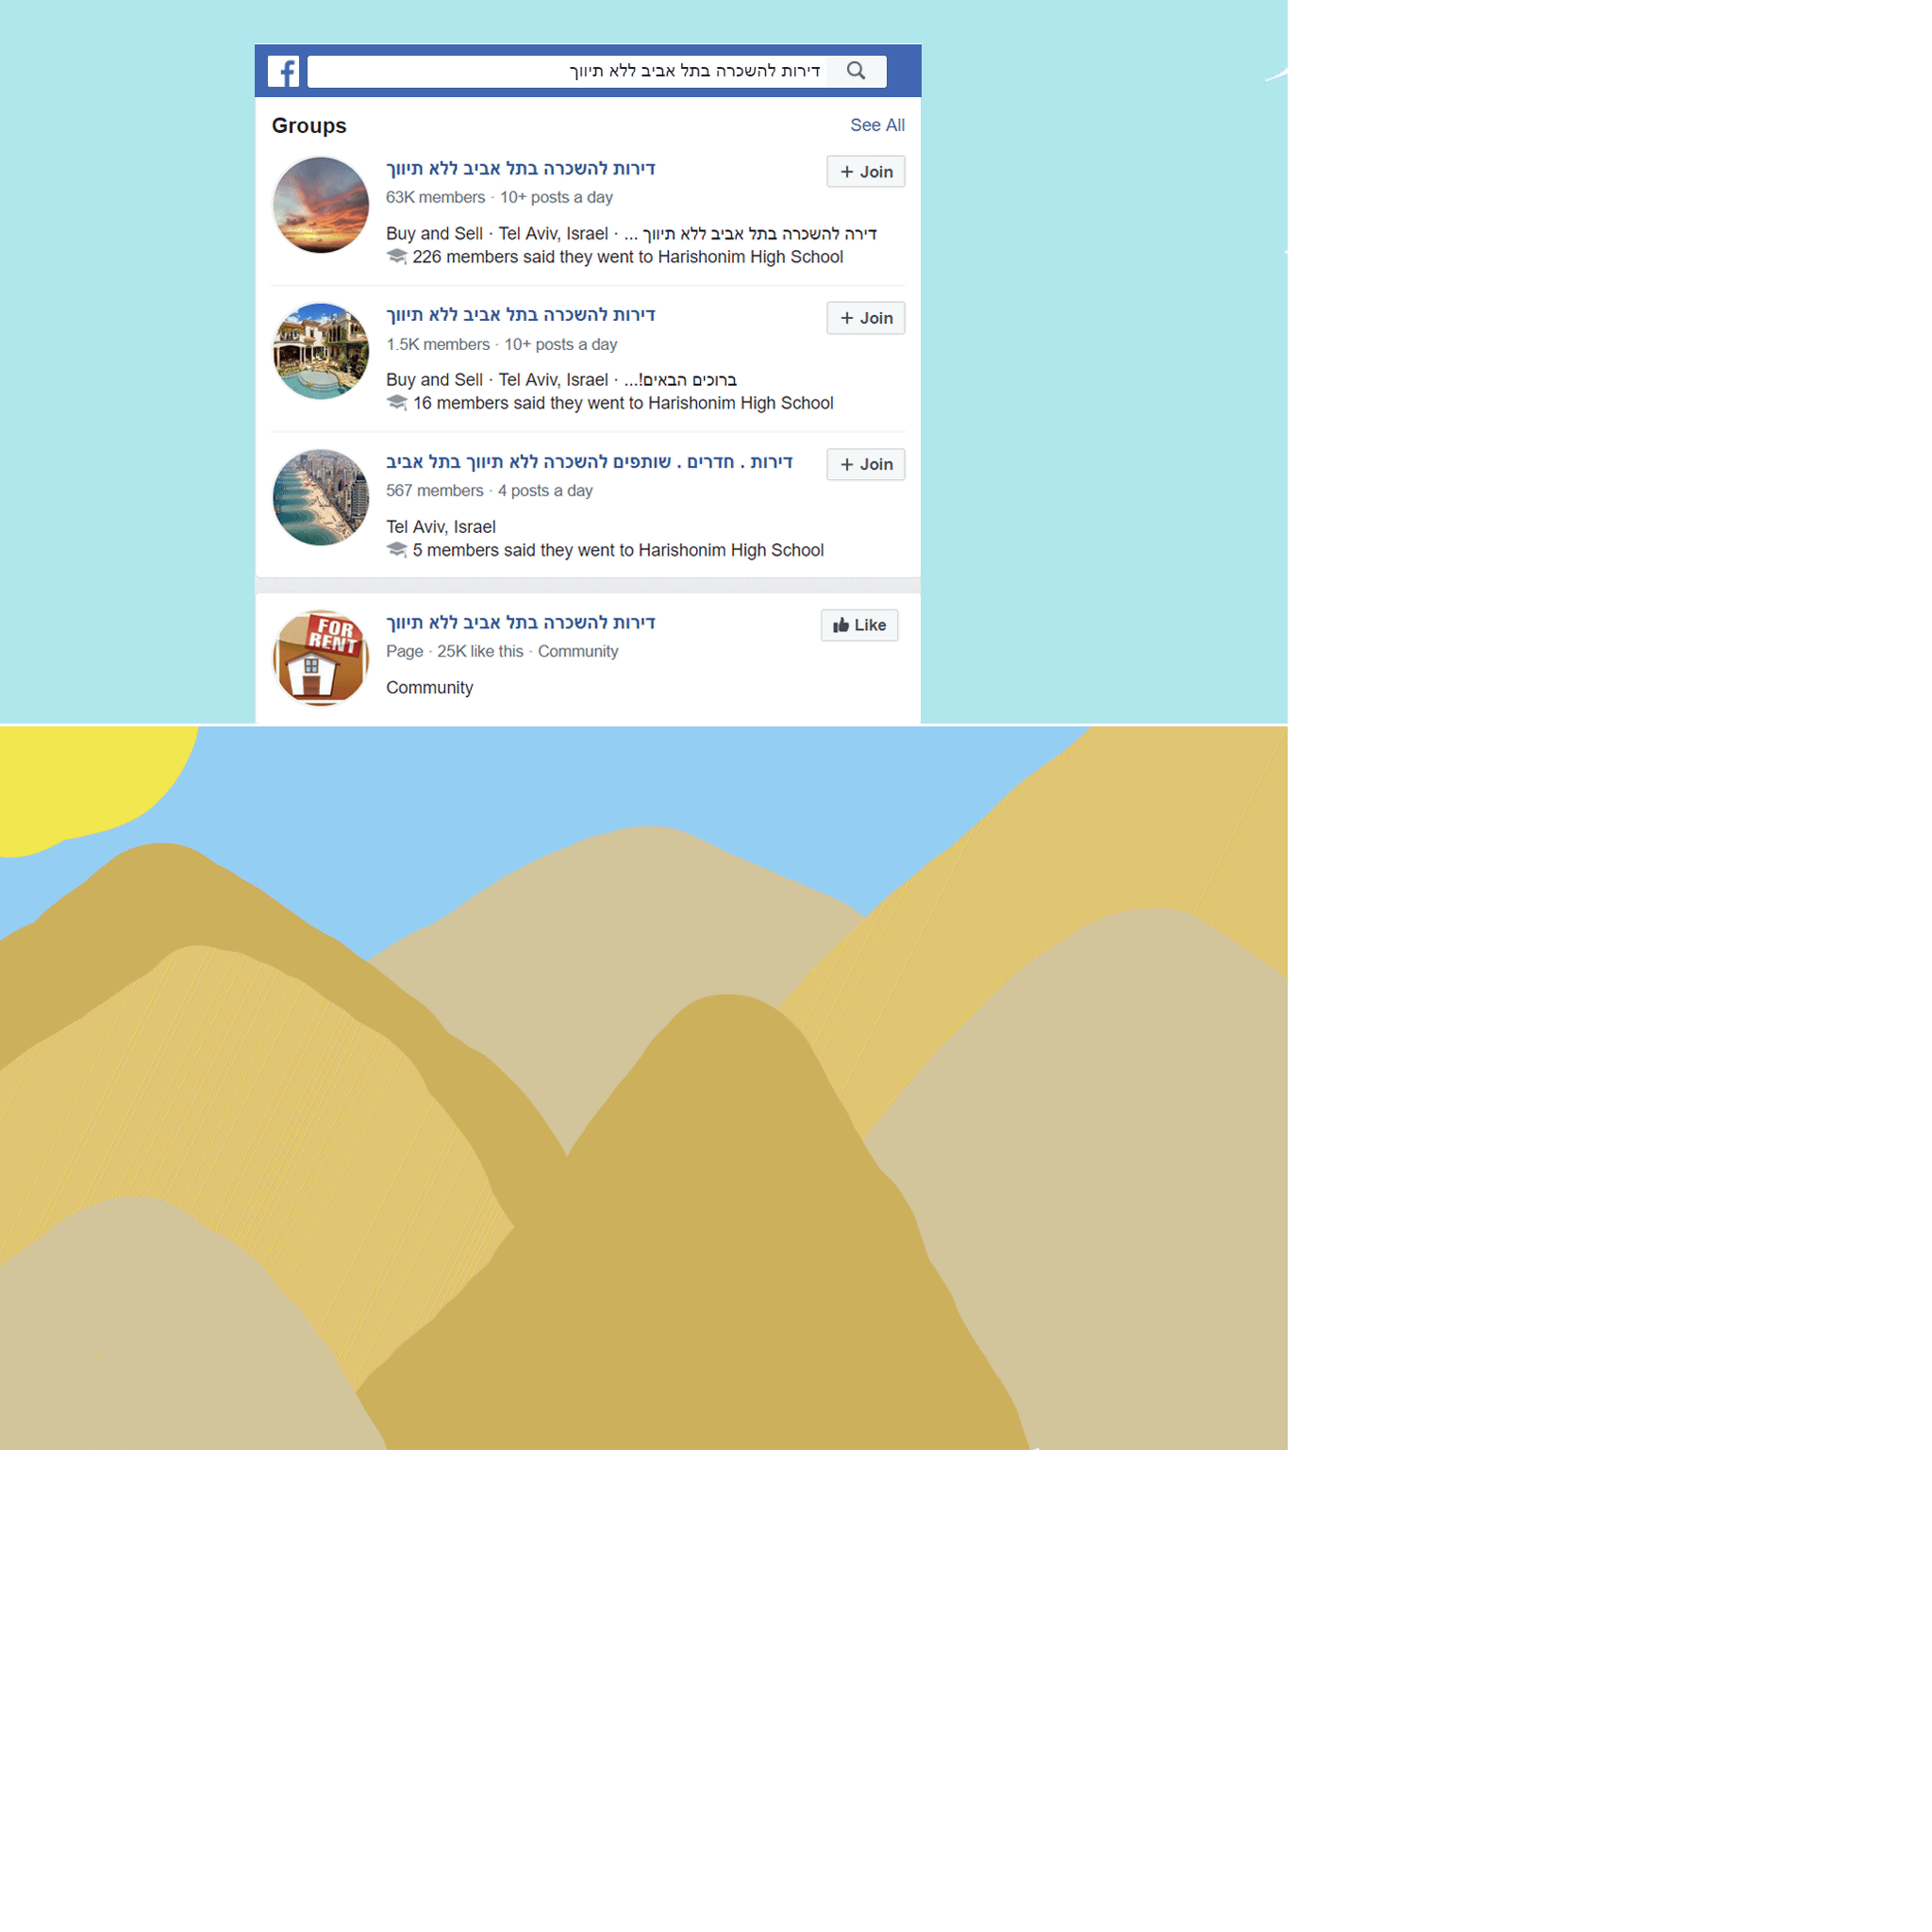 דירות להשכרה בתל אביב ללא תיווך
Groups
See All
דירות להשכרה בתל אביב ללא תיווך
+ Join
63K members · 10+ posts a day
Buy and Sell · Tel Aviv, Israel · דירה להשכרה בתל אביב ללא תיווך ...
226 members said they went to Harishonim High School
דירות להשכרה בתל אביב ללא תיווך
+ Join
1.5K members · 10+ posts a day
Buy and Sell · Tel Aviv, Israel · ברוכים הבאים!...
16 members said they went to Harishonim High School
דירות . חדרים . שותפים להשכרה ללא תיווך בתל אביב
+ Join
567 members · 4 posts a day
Tel Aviv, Israel
5 members said they went to Harishonim High School
FOR
RENT
דירות להשכרה בתל אביב ללא תיווך
Like
Page · 25K like this · Community
Community